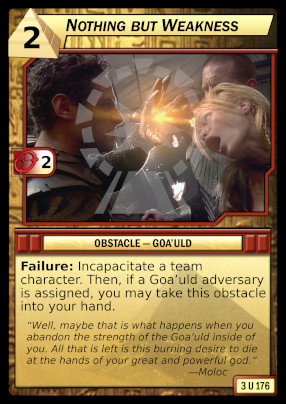 2
NOTHING BUT WEAKNESS
2
OBSTACLE — GOA'ULD
Failure: Incapacitate a team
character. Then, if a Goa'uld adversary
is assigned, you may take this obstacle
into your hand.
"Well, maybe that is what happens when you
abandon the strength of the Goa'uld inside of
you. All that is left is this burning desire to die
at the hands of your great and powerful god."
—Moloc
3 U 176